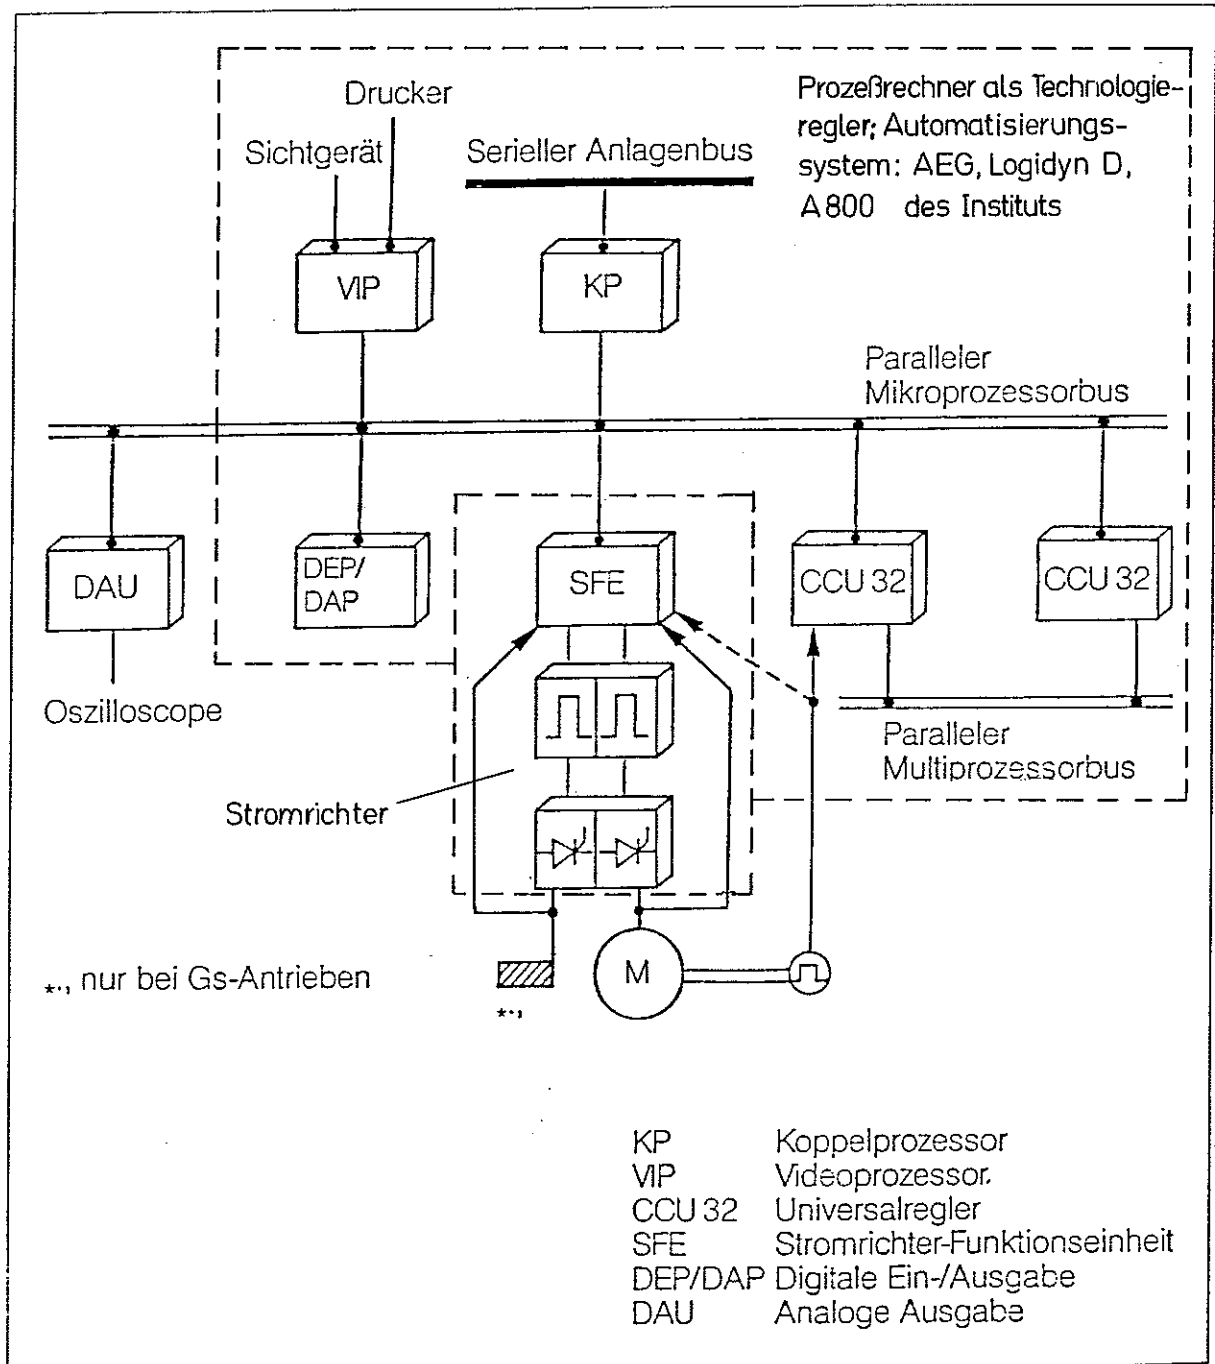 Drucker
Sichtgerät
Serieller Anlagenbus
Prozeßrechner als Technologie-
regler; Automatisierungs-
system: AEG, Logidyn D,
A800 des Instituts
VIP
KP
Paralleler
Mikroprozessorbus
DAU
DEP/
DAP
SFE
CCU 32
CCU 32
Oszilloscope
Paralleler
Multiprozessorbus
Stromrichter
M
nur bei Gs-Antrieben
KP Koppelprozessor
VIP Videoprozessor.
CCU 32 Universalregler
SFE Stromrichter-Funktionseinheit
DEP/DAP Digitale Ein-/Ausgabe
DAU Analoge Ausgabe